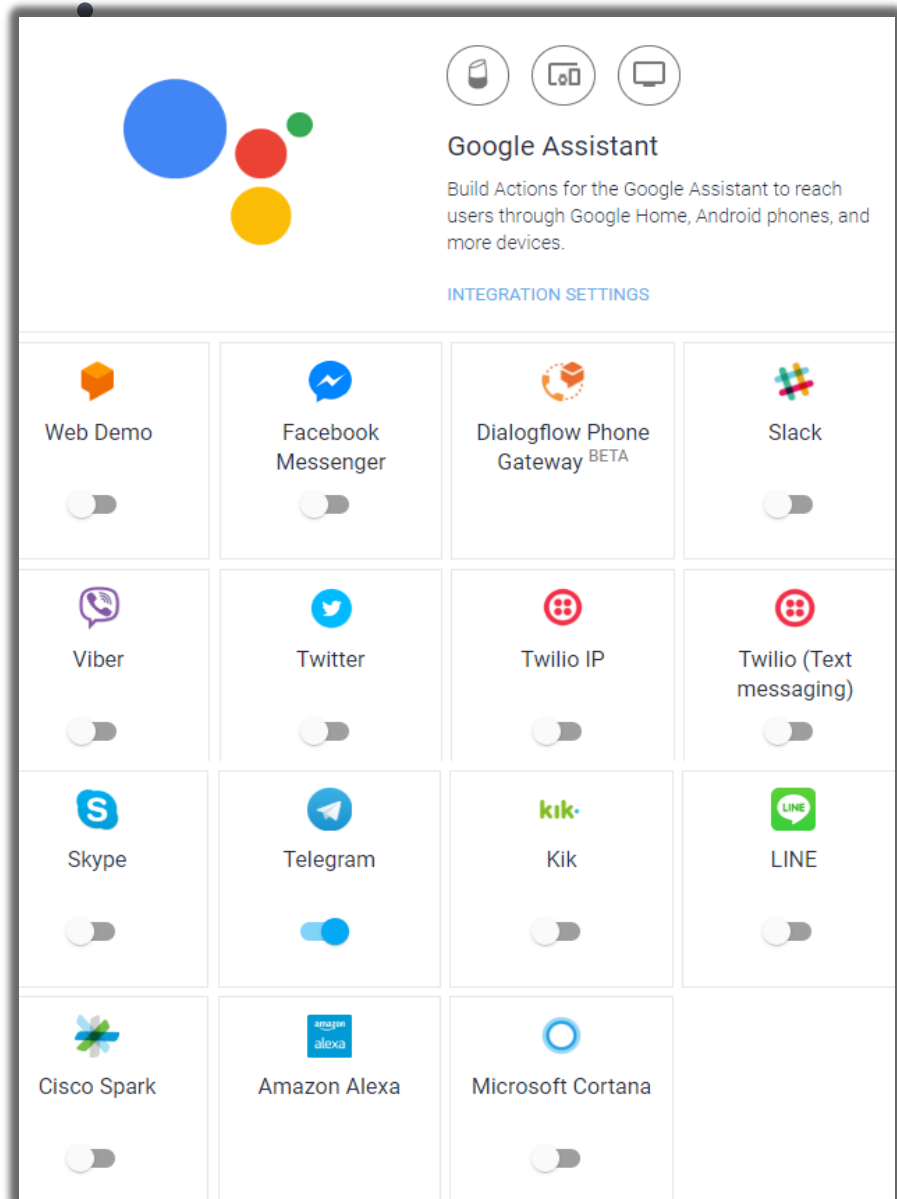 Google Assistant
Build Actions for the Google Assistant to reach
users through Google Home, Android phones, and
more devices.
INTEGRATION SETTINGS
Web Demo
Facebook
Messenger
Dialogflow Phone
Gateway BETA
Slack
Viber
Twitter
Twilio IP
Twilio (Text
messaging)
S
Skype
Telegram
kik·
Kik
LINE
LINE
Cisco Spark
amazon
alexa
Amazon Alexa
Microsoft Cortana